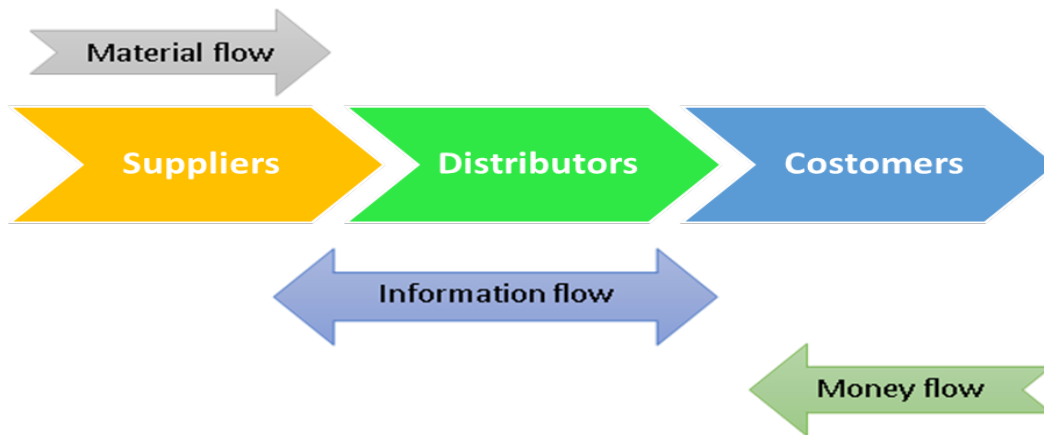 Material flow
Suppliers
Distributors
Costomers
Information flow
Money flow